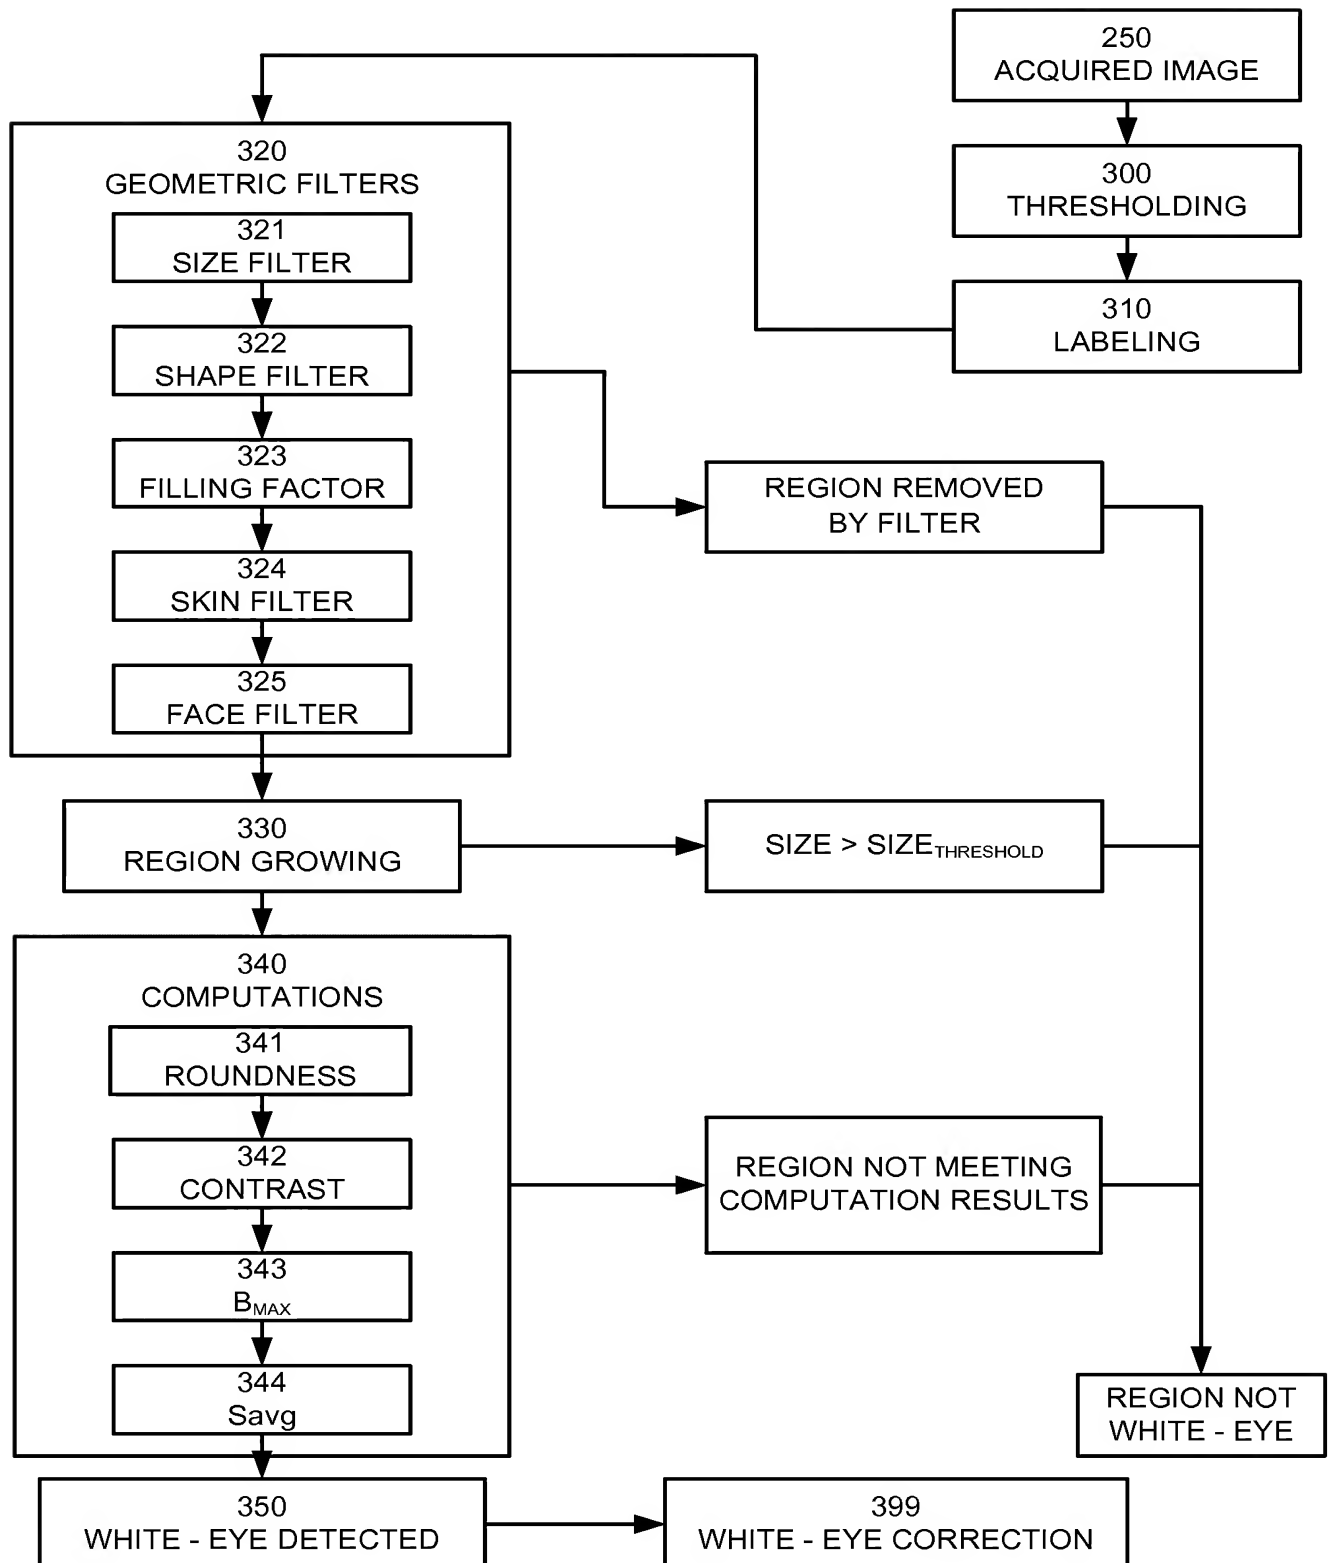 250
ACQUIRED IMAGE
300
THRESHOLDING
310
LABELING
320
GEOMETRIC FILTERS
321
SIZE FILTER
322
SHAPE FILTER
323
FILLING FACTOR
324
SKIN FILTER
325
FACE FILTER
REGION REMOVED
BY FILTER
330
REGION GROWING
SIZE > SIZE THRESHOLD
340
COMPUTATIONS
341
ROUNDNESS
342
CONTRAST
343
BMAX
344
Savg
REGION NOT MEETING
COMPUTATION RESULTS
REGION NOT
WHITE - EYE
350
WHITE - EYE DETECTED
399
WHITE - EYE CORRECTION